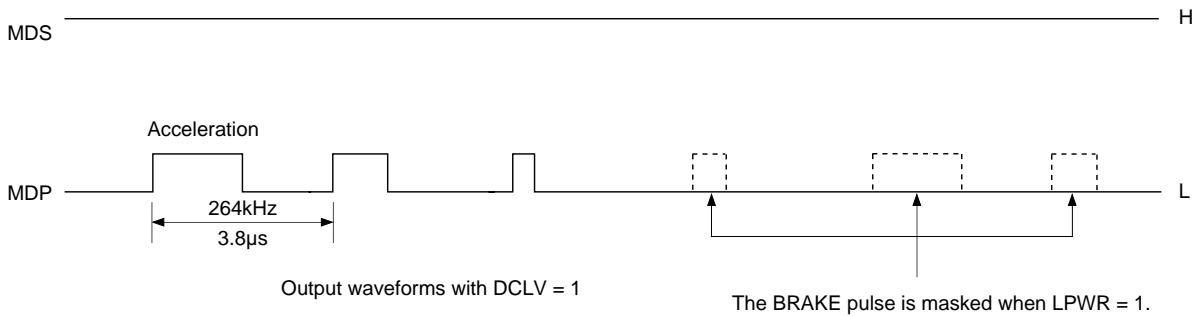 H
MDS
Acceleration
MDP
L
264kHz
3.8µs
Output waveforms with DCLV = 1
The BRAKE pulse is masked when LPWR = 1.